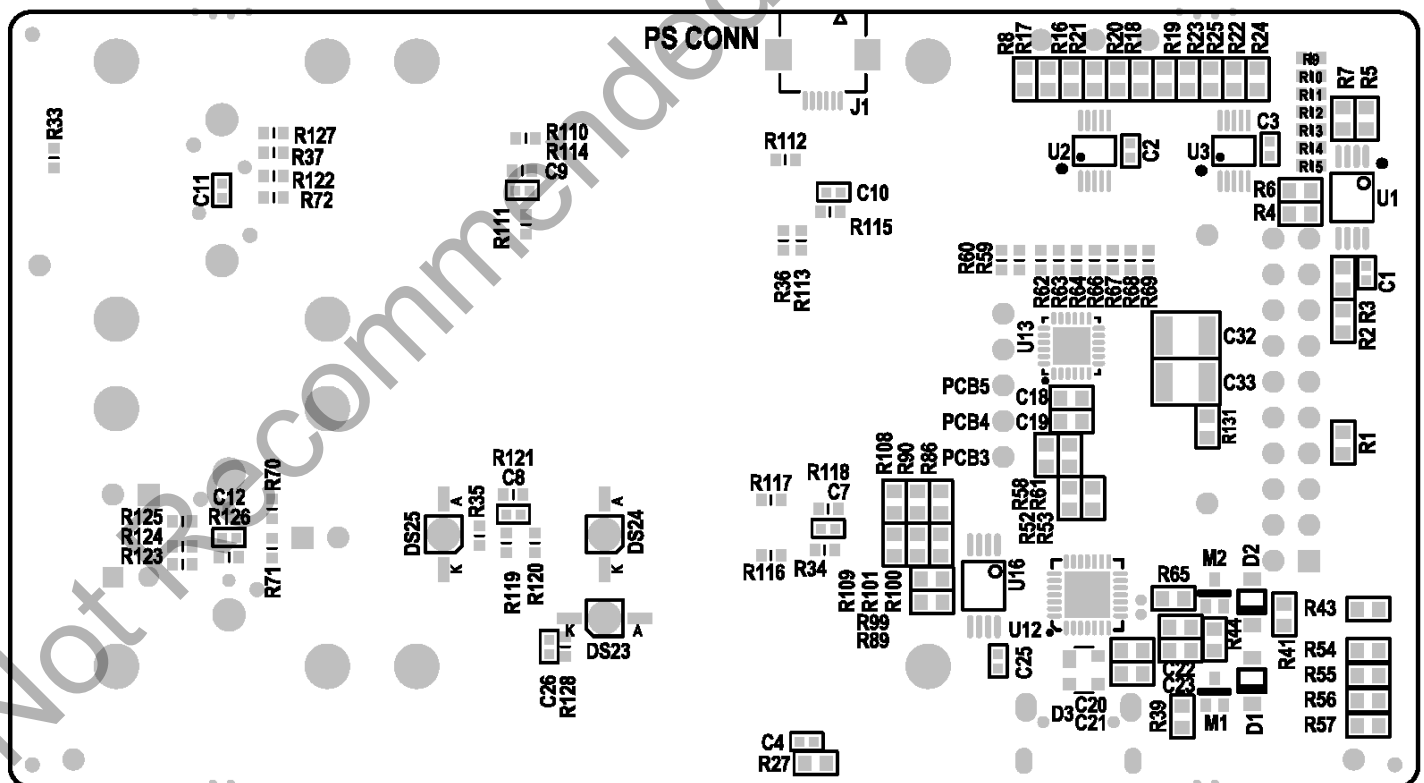 Not Recommended
PS CONN
J1
R8
R17
R16
R21
R20
R18
R19
R23
R25
R22
R24
R9
R10
R11
R12
R13
R14
R15
R7
R5
R33
R127
R37
R122
R72
C11
R110
R114
C9
R111
R112
C10
R115
R36
R113
U2
C2
U3
C3
R6
R4
U1
R60
R59
R62
R63
R64
R66
R67
R68
R69
C1
R3
R2
U13
C32
C33
PCB5
C18
PCB4
C19
PCB3
R131
R1
R108
R90
R86
R58
R61
R52
R53
R70
C12
R125
R126
R124
R123
R71
R121
C8
R35
A
A
DS25
DS24
K
K
R119
R120
R117
R118
C7
R116
R34
R109
R101
R100
R99
R89
U16
U12
C25
R65
M2
D2
R43
R44
R41
R54
R55
R56
R57
C22
C23
K
A
DS23
C26
R128
D3
C20
C21
R39
M1
D1
C4
R27